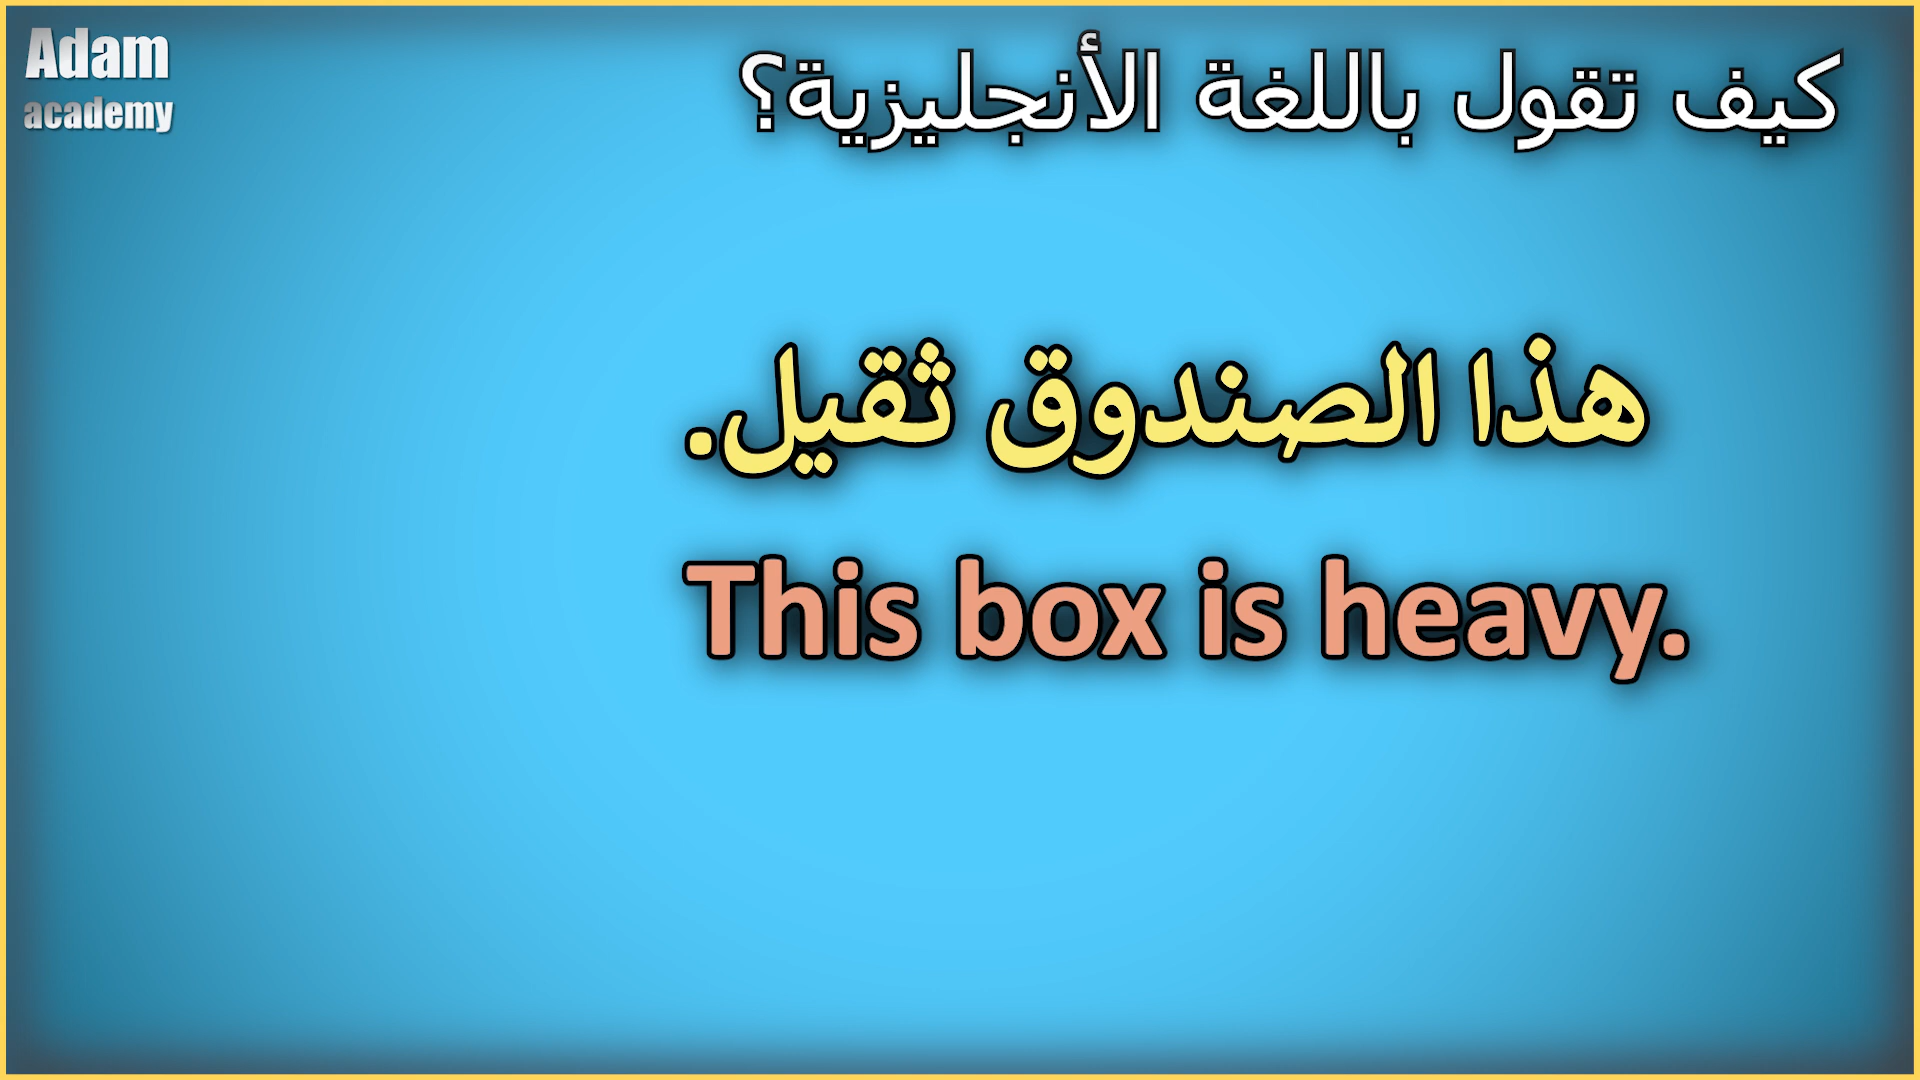 Adam
academy
كيف تقول باللغة الأنجليزية؟
هذا الصندوق ثقيل.
This box is heavy.